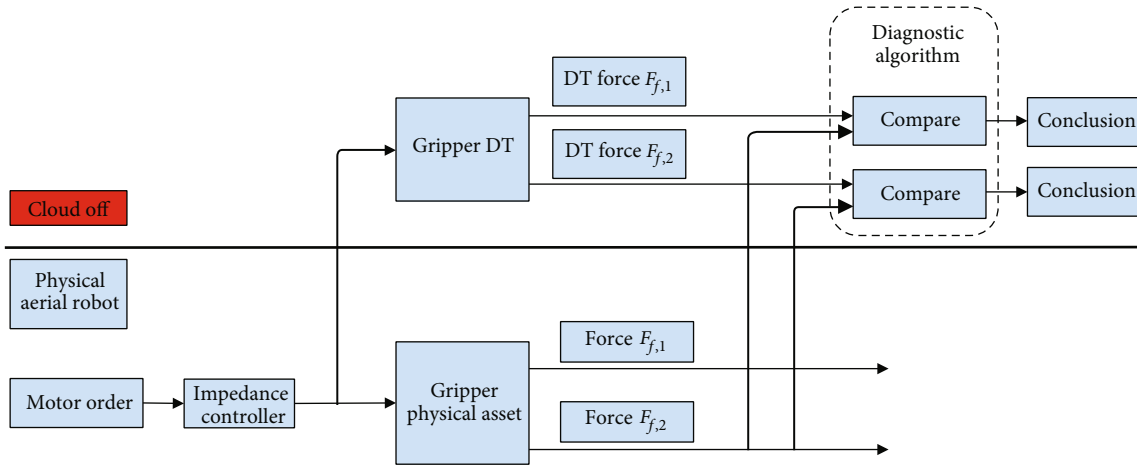 Diagnostic
algorithm
DT force F_{f,1}
Compare
Conclusion
Gripper DT
DT force F_{f,2}
Compare
Conclusion
Cloud off
Physical
aerial robot
Force F_{f,1}
Motor order
Impedance
controller
Gripper
physical asset
Force F_{f,2}